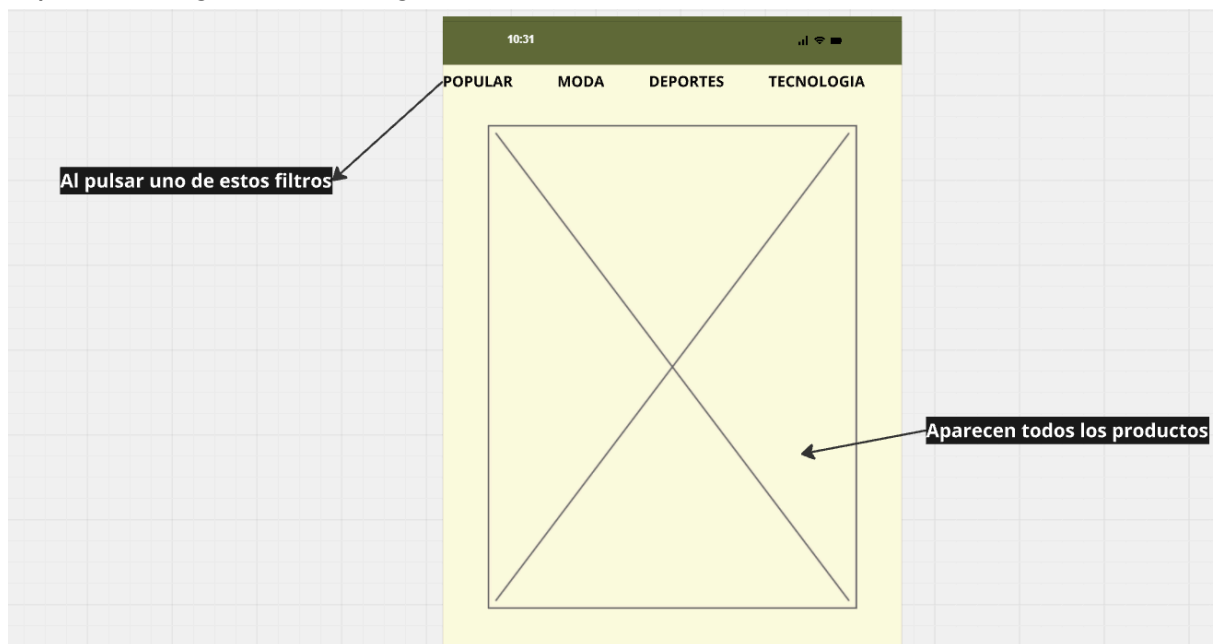 10:31
POPULAR MODA DEPORTES TECNOLOGIA
Al pulsar uno de estos filtros
Aparecen todos los productos